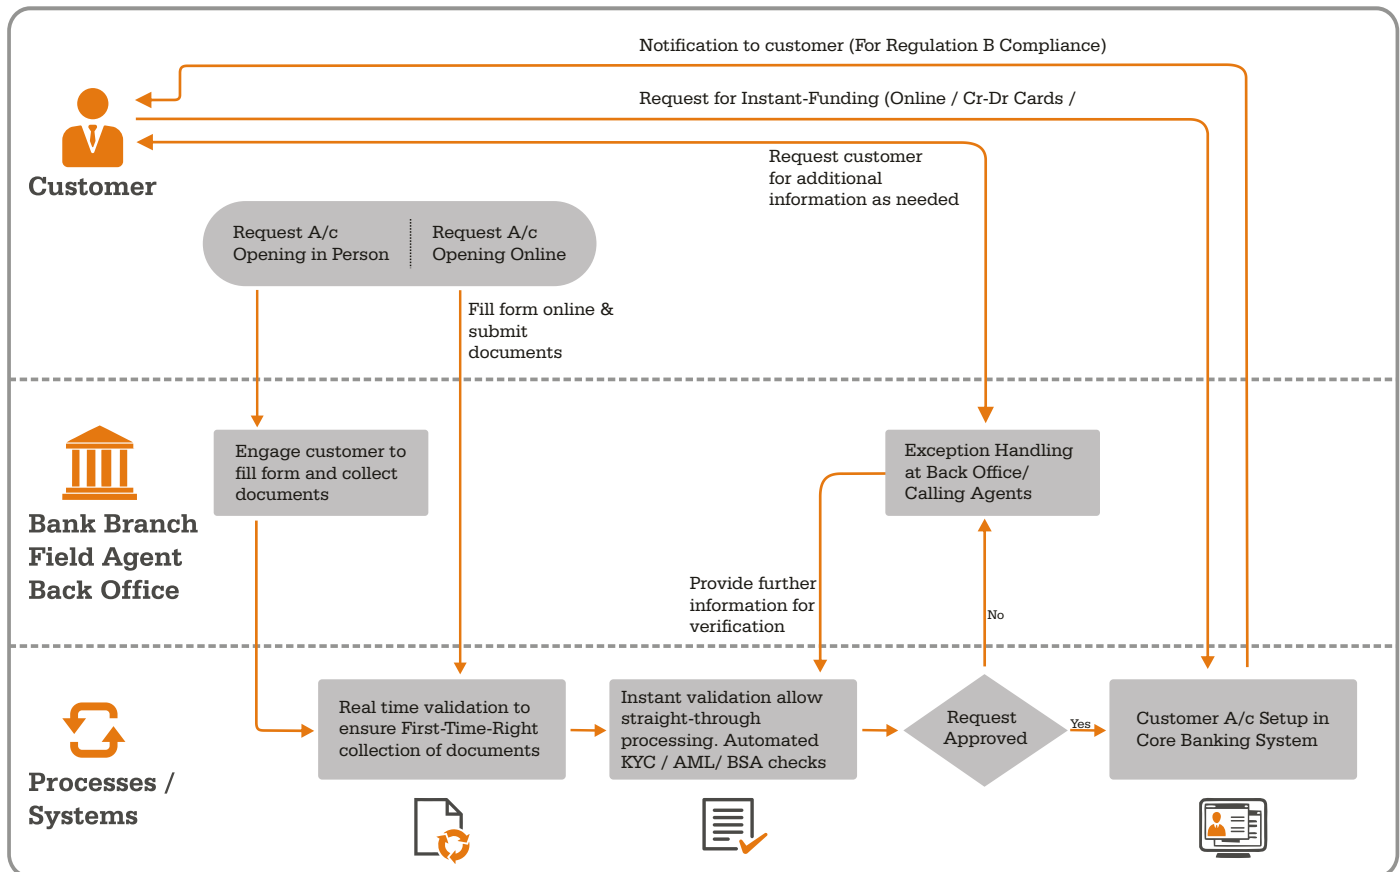 Notification to customer (For Regulation B Compliance)
Request for Instant-Funding (Online / Cr-Dr Cards /
Customer
Request customer
for additional
information as needed
Request A/c
Opening in Person
Request A/c
Opening Online
Fill form online &
submit
documents
Bank Branch
Field Agent
Back Office
Engage customer to
fill form and collect
documents
Exception Handling
at Back Office/
Calling Agents
Provide further
information for
verification
No
Processes /
Systems
Real time validation to
ensure First-Time-Right
collection of documents
Instant validation allow
straight-through
processing. Automated
KYC / AML/ BSA checks
Request
Approved
Yes
Customer A/c Setup in
Core Banking System